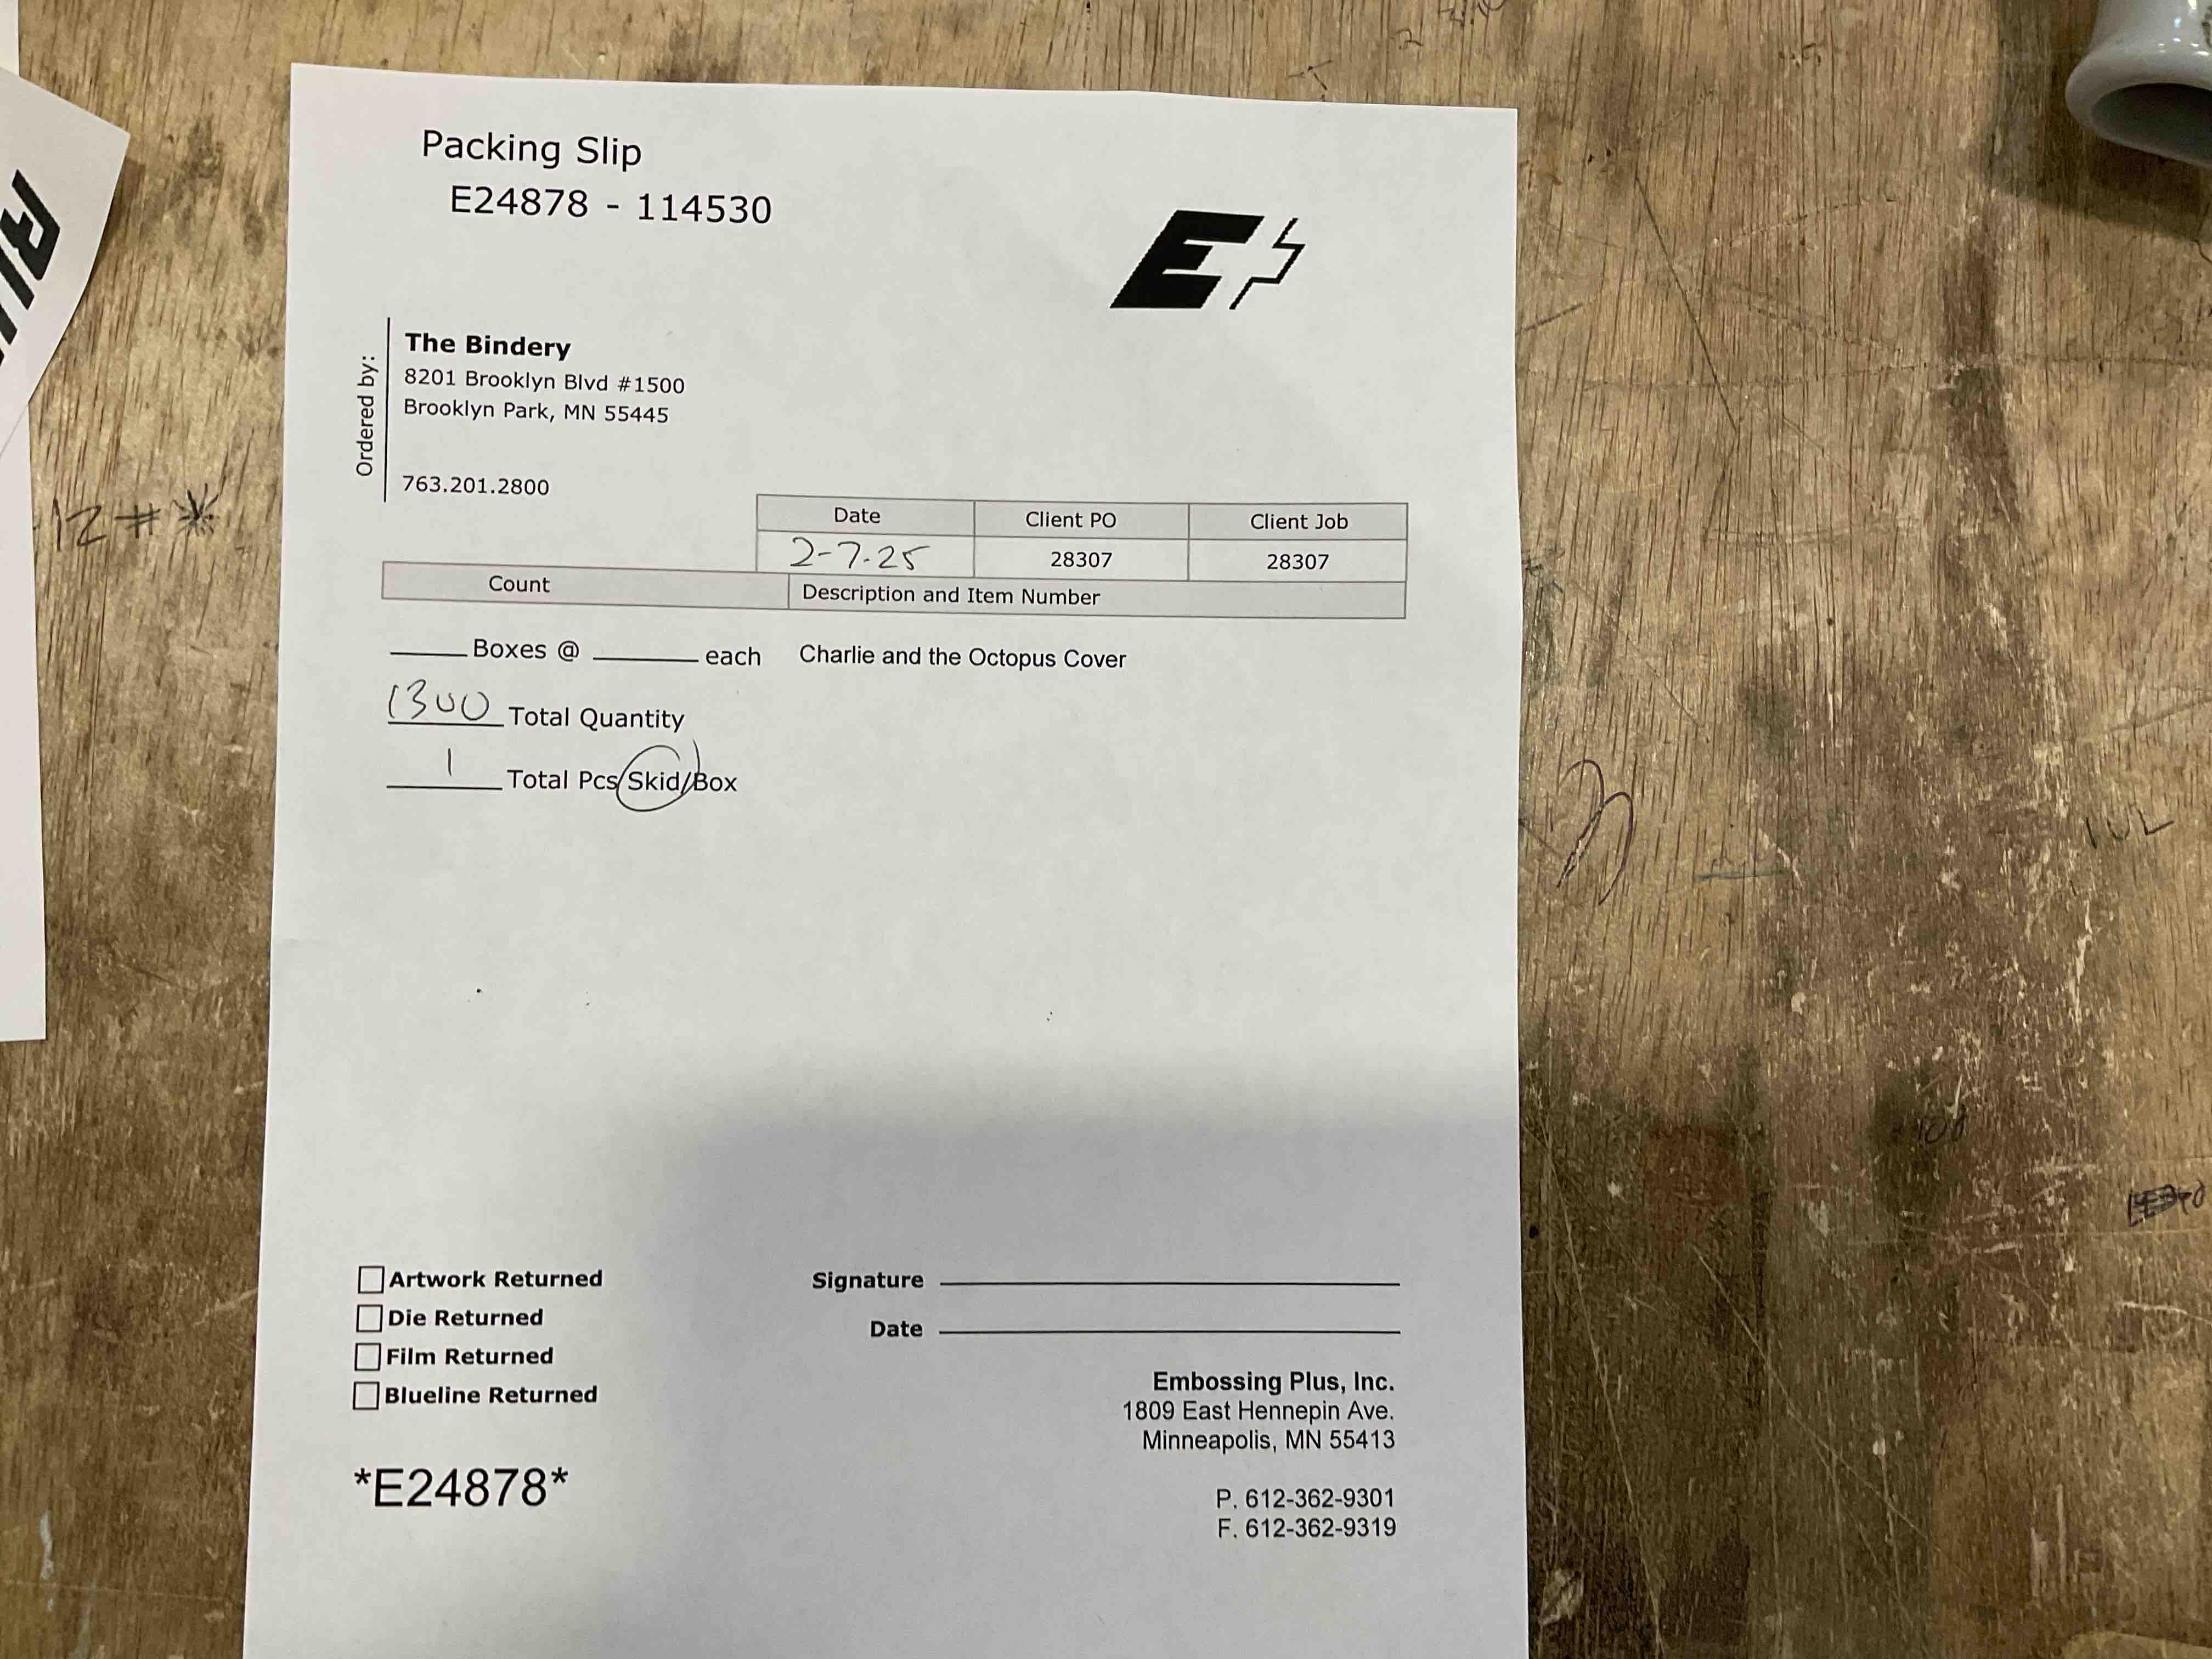 Packing Slip
E24878 - 114530
E+
Ordered by:
The Bindery
8201 Brooklyn Blvd #1500
Brooklyn Park, MN 55445
763.201.2800
Date Client PO Client Job
2-7-25 28307 28307
Count Description and Item Number
Boxes @ each Charlie and the Octopus Cover
1300 Total Quantity
1 Total Pcs/Skid/Box
Artwork Returned
Die Returned
Film Returned
Blueline Returned
*E24878*
Signature
Date
Embossing Plus, Inc.
1809 East Hennepin Ave.
Minneapolis, MN 55413
P. 612-362-9301
F. 612-362-9319
12#*